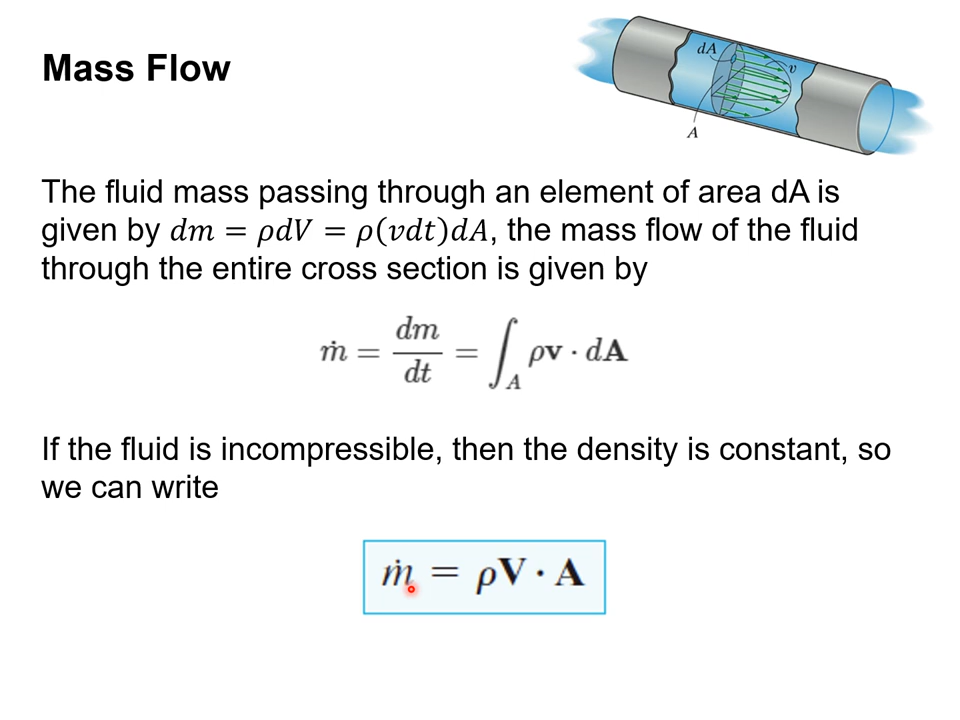 Mass Flow
dA
v
A
The fluid mass passing through an element of area dA is
given by 𝑑𝑚 = 𝜌𝑑𝑉 = 𝜌(𝑣𝑑𝑡)𝑑𝐴, the mass flow of the fluid
through the entire cross section is given by
ṁ = dm/dt = ∫_A ρ𝐯 · d𝐀
If the fluid is incompressible, then the density is constant, so
we can write
ṁ = ρ𝐕 · 𝐀